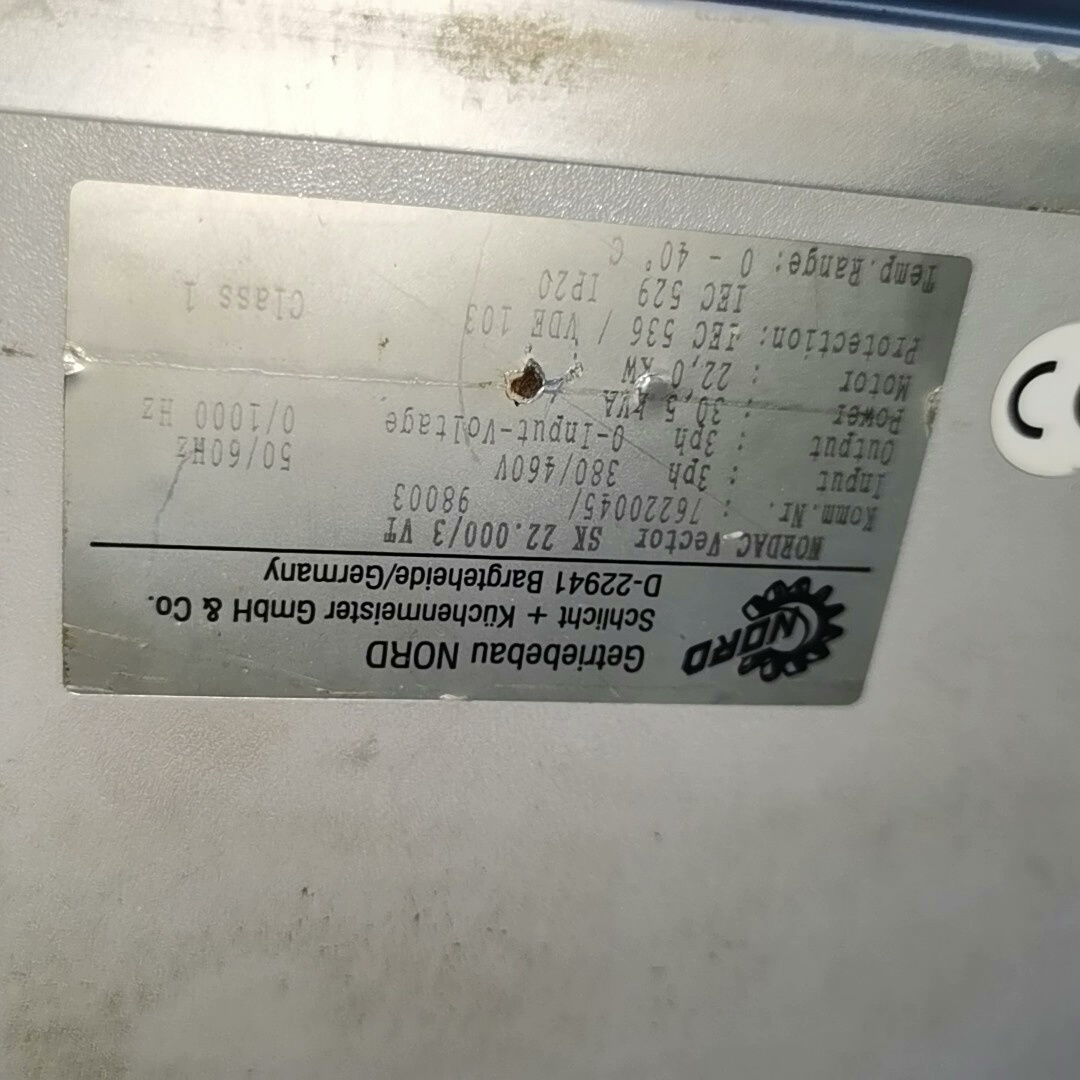 NORD
Getriebebau NORD
Schlicht + Küchenmeister GmbH & Co.
D-22941 Bargteheide/Germany
NORDAC Vector SK 22.000/3 VT
Komm.Nr. : 76220045/ 98003
Input : 3ph 380/460V 50/60Hz
Output : 3ph 0-Input-Voltage 0/1000 Hz
Power : 30,5 kVA
Motor : 22,0 KW
Protection: IEC 536 / VDE 103 Class 1
IEC 529 IP20
Temp.Range: 0 - 40° C
CE